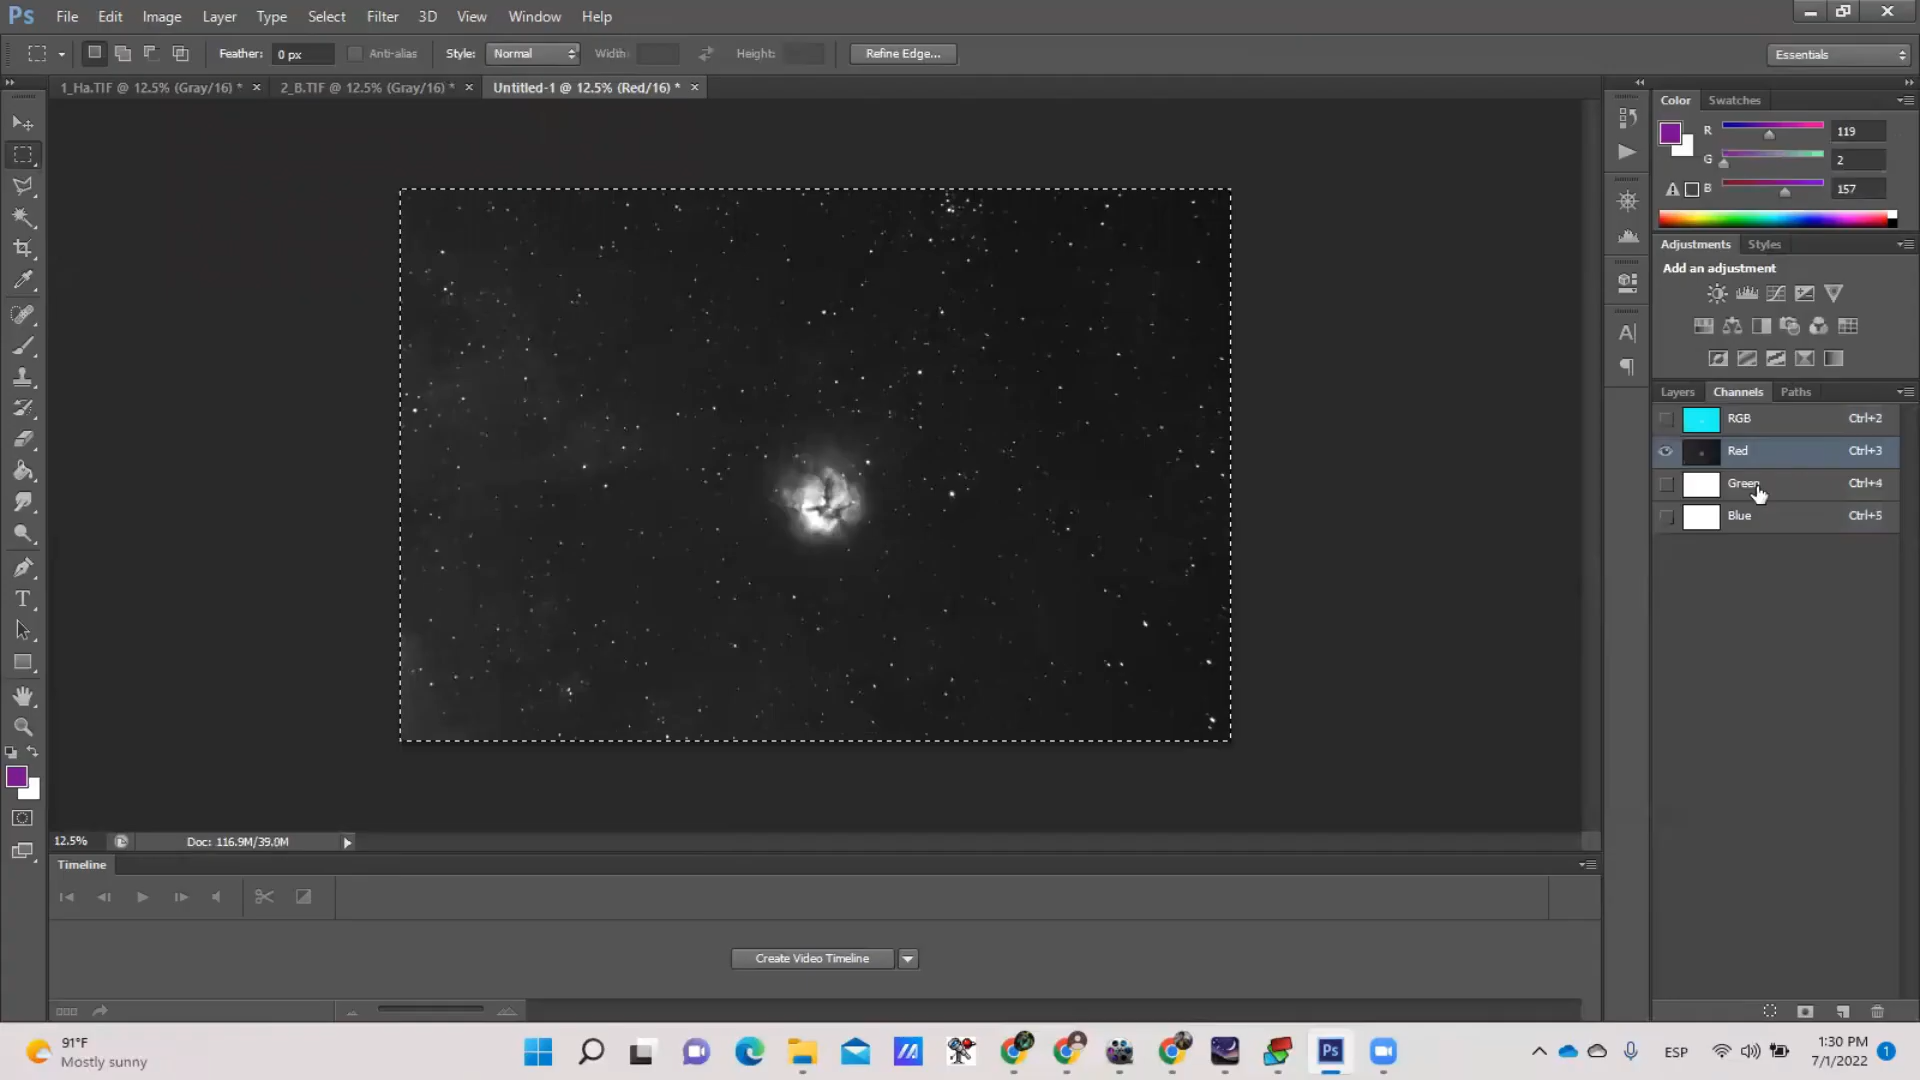 Ps File Edit Image Layer Type Select Filter 3D View Window Help
Feather: 0 px Anti-alias Style: Normal Width: Height: Refine Edge... Essentials
1_Ha.TIF @ 12.5% (Gray/16) * × 2_B.TIF @ 12.5% (Gray/16) * × Untitled-1 @ 12.5% (Red/16) * ×
Color Swatches
R 119
G 2
B 157
Adjustments Styles
Add an adjustment
Layers Channels Paths
RGB Ctrl+2
Red Ctrl+3
Green Ctrl+4
Blue Ctrl+5
12.5% Doc: 116.9M/39.0M
Timeline
Create Video Timeline
91°F
Mostly sunny
Ps
ESP
1:30 PM
7/1/2022
1